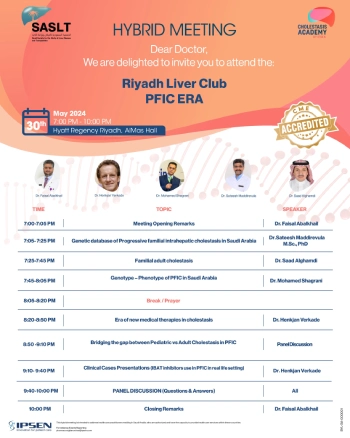 SASLT
CHOLESTASIS
ACADEMY
HYBRID MEETING
Dear Doctor,
We are delighted to invite you to attend the:
Riyadh Liver Club
PFIC ERA
30th
May 2024
7:00 PM - 10:00 PM
Hyatt Regency Riyadh, AlMas Hall
CME
ACCREDITED
Dr. Faisal Abaalkhail
Dr. Henkjan Verkade
Dr. Mohamed Shagrani
Dr. Sateesh Maddirevula
Dr. Saad Alghamdi
TIME TOPIC SPEAKER
7:00-7:05 PM Meeting Opening Remarks Dr. Faisal Abalkhail
7:05- 7:25 PM Genetic database of Progressive familial intrahepatic cholestasis in Saudi Arabia Dr. Sateesh Maddirevula M.Sc., PhD
7:25-7:45 PM Familial adult cholestasis Dr. Saad Alghamdi
7:45-8:05 PM Genotype – Phenotype of PFIC in Saudi Arabia Dr. Mohamed Shagrani
8:05-8:20 PM Break / Prayer
8:20-8:50 PM Era of new medical therapies in cholestasis Dr. Henkjan Verkade
8:50 -9:10 PM Bridging the gap between Pediatric vs Adult Cholestasis in PFIC Panel Discussion
9:10- 9:40 PM Clinical Cases Presentations (IBAT inhibitors use in PFIC in real life setting) Dr. Henkjan Verkade
9:40-10:00 PM PANEL DISCUSSION (Questions & Answers) All
10:00 PM Closing Remarks Dr. Faisal Abalkhail
IPSEN